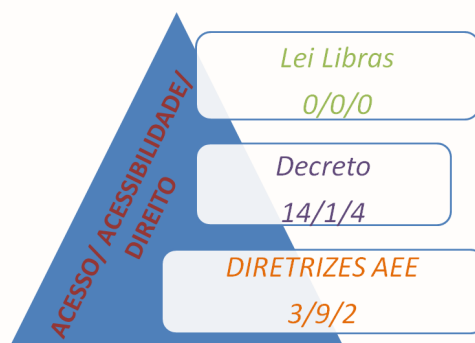 ACESSO/ ACESSIBILIDADE/
DIREITO
Lei Libras
0/0/0
Decreto
14/1/4
DIRETRIZES AEE
3/9/2